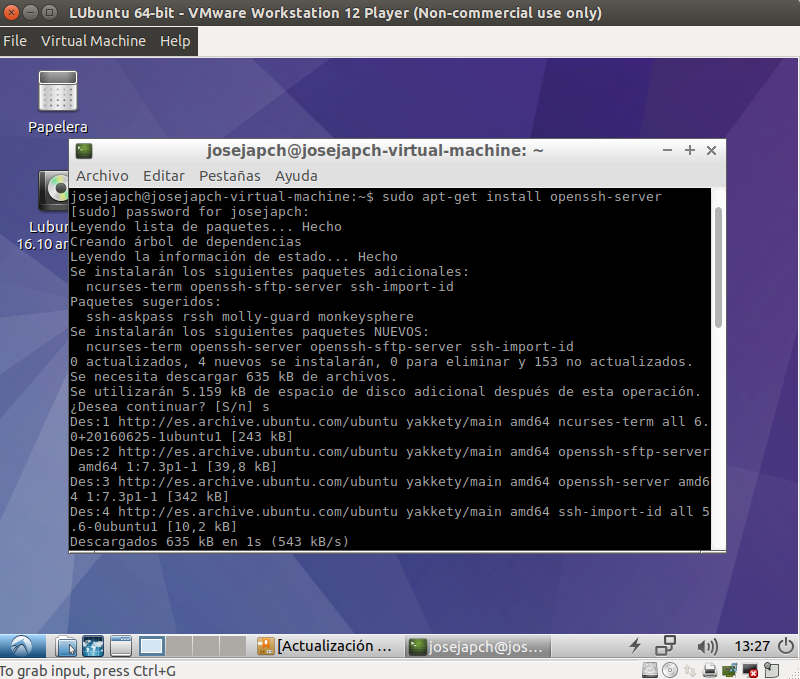 LUbuntu 64-bit - VMware Workstation 12 Player (Non-commercial use only)
File Virtual Machine Help
Papelera
josejapch@josejapch-virtual-machine: ~
Archivo Editar Pestañas Ayuda
josejapch@josejapch-virtual-machine:~$ sudo apt-get install openssh-server
[sudo] password for josejapch:
Leyendo lista de paquetes... Hecho
Creando árbol de dependencias
Leyendo la información de estado... Hecho
Se instalarán los siguientes paquetes adicionales:
ncurses-term openssh-sftp-server ssh-import-id
Paquetes sugeridos:
ssh-askpass rssh molly-guard monkeysphere
Se instalarán los siguientes paquetes NUEVOS:
ncurses-term openssh-server openssh-sftp-server ssh-import-id
0 actualizados, 4 nuevos se instalarán, 0 para eliminar y 153 no actualizados.
Se necesita descargar 635 kB de archivos.
Se utilizarán 5.159 kB de espacio de disco adicional después de esta operación.
¿Desea continuar? [S/n] s
Des:1 http://es.archive.ubuntu.com/ubuntu yakkety/main amd64 ncurses-term all 6.
0+20160625-1ubuntu1 [243 kB]
Des:2 http://es.archive.ubuntu.com/ubuntu yakkety/main amd64 openssh-sftp-server
amd64 1:7.3p1-1 [39,8 kB]
Des:3 http://es.archive.ubuntu.com/ubuntu yakkety/main amd64 openssh-server amd6
4 1:7.3p1-1 [342 kB]
Des:4 http://es.archive.ubuntu.com/ubuntu yakkety/main amd64 ssh-import-id all 5
.6-0ubuntu1 [10,2 kB]
Descargados 635 kB en 1s (543 kB/s)
Lubun
16.10 am
[Actualización ... josejapch@jos... 13:27
To grab input, press Ctrl+G